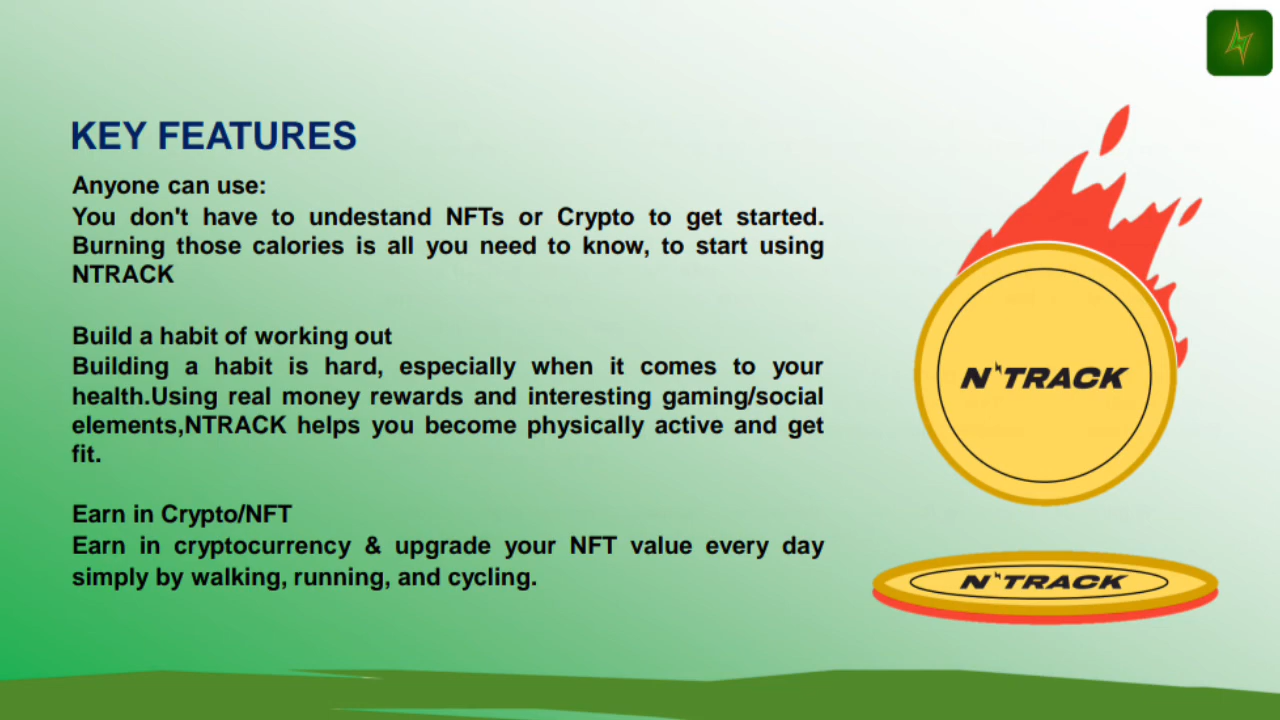 KEY FEATURES
Anyone can use:
You don't have to undestand NFTs or Crypto to get started.
Burning those calories is all you need to know, to start using
NTRACK
Build a habit of working out
Building a habit is hard, especially when it comes to your
health.Using real money rewards and interesting gaming/social
elements,NTRACK helps you become physically active and get
fit.
Earn in Crypto/NFT
Earn in cryptocurrency & upgrade your NFT value every day
simply by walking, running, and cycling.
N'TRACK
N'TRACK